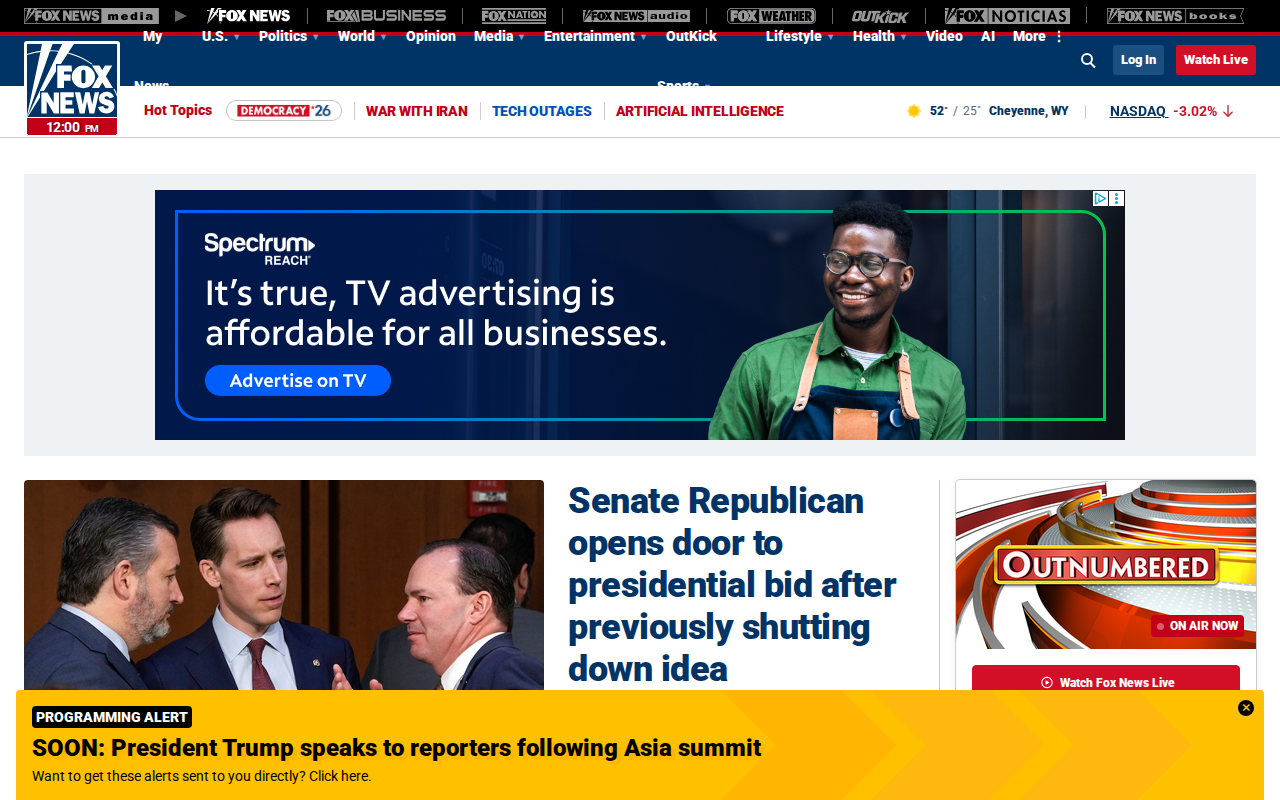 FOX NEWS media
FOX NEWS
FOX BUSINESS
FOX NATION
FOX NEWS audio
FOX WEATHER
OUTKICK
FOX NOTICIAS
FOX NEWS books
FOX NEWS
12:00 PM
My News
U.S.
Politics
World
Opinion
Media
Entertainment
OutKick Sports
Lifestyle
Health
Video
AI
More
Log In
Watch Live
Hot Topics
DEMOCRACY '26
WAR WITH IRAN
TECH OUTAGES
ARTIFICIAL INTELLIGENCE
52° / 25° Cheyenne, WY
NASDAQ -3.02%
Spectrum
REACH
It's true, TV advertising is
affordable for all businesses.
Advertise on TV
Senate Republican
opens door to
presidential bid after
previously shutting
down idea
OUTNUMBERED
ON AIR NOW
Watch Fox News Live
PROGRAMMING ALERT
SOON: President Trump speaks to reporters following Asia summit
Want to get these alerts sent to you directly? Click here.